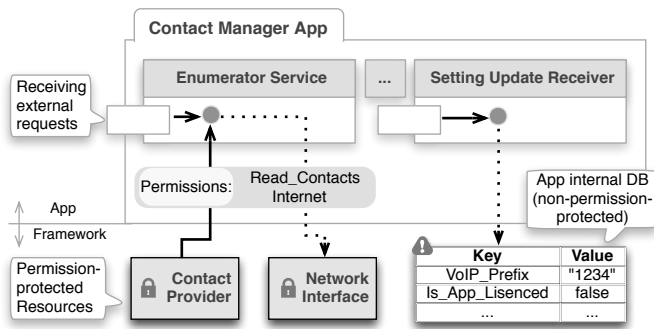 Contact Manager App
Enumerator Service
...
Setting Update Receiver
Receiving
external
requests
Permissions:
Read_Contacts
Internet
App internal DB
(non-permission-
protected)
App
Framework
Permission-
protected
Resources
Contact
Provider
Network
Interface
Key Value
VoIP_Prefix "1234"
Is_App_Lisenced false
... ...